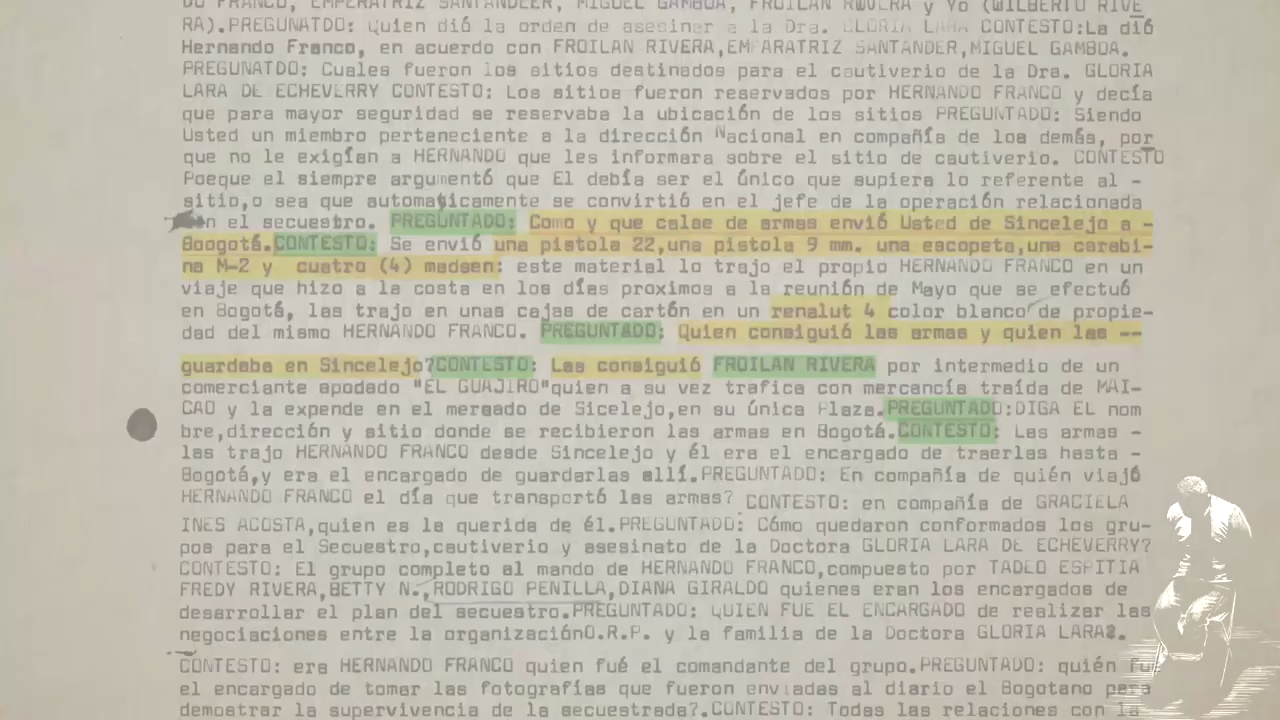 DO FRANCO, EMPERATRIZ SANTANDEER, MIGUEL GAMBOA, FROILAN RIVERA y Yo (WILBERTO RIVE
RA).PREGUNATDO: Quien dió la orden de asesinar a la Dra. GLORIA LARA CONTESTO:La dió
Hernando Franco, en acuerdo con FROILAN RIVERA,EMPARATRIZ SANTANDER,MIGUEL GAMBOA.
PREGUNATDO: Cuales fueron los sitios destinados para el cautiverio de la Dra. GLORIA
LARA DE ECHEVERRY CONTESTO: Los sitios fueron reservados por HERNANDO FRANCO y decía
que para mayor seguridad se reservaba la ubicación de los sitios PREGUNTADO: Siendo
Usted un miembro perteneciente a la dirección Nacional en compañía de los demás, por
que no le exigían a HERNANDO que les informara sobre el sitio de cautiverio. CONTESTO
Poeque el siempre argumentó que El debía ser el único que supiera lo referente al -
sitio,o sea que automaticamente se convirtió en el jefe de la operación relacionada
en el secuestro. PREGUNTADO: Como y que calse de armas envió Usted de Sincelejo a -
Boogotá.CONTESTO: Se envió una pistola 22,una pistola 9 mm. una escopeta,una carabi-
na M-2 y cuatro (4) madsen: este material lo trajo el propio HERNANDO FRANCO en un
viaje que hizo a la costa en los días proximos a la reunión de Mayo que se efectuó
en Bogotá, las trajo en unas cajas de cartón en un renalut 4 color blanco de propie-
dad del mismo HERNANDO FRANCO. PREGUNTADO: Quien consiguió las armas y quien las --
guardaba en Sincelejo?CONTESTO: Las consiguió FROILAN RIVERA por intermedio de un
comerciante apodado "EL GUAJIRO"quien a su vez trafica con mercancía traída de MAI-
CAO y la expende en el mercado de Sicelejo,en su única Plaza.PREGUNTADO:DIGA EL nom
bre,dirección y sitio donde se recibieron las armas en Bogotá.CONTESTO: Las armas -
las trajo HERNANDO FRANCO desde Sincelejo y él era el encargado de traerlas hasta -
Bogotá,y era el encargado de guardarlas allí.PREGUNTADO: En compañía de quién viajó
HERNANDO FRANCO el día que transportó las armas? CONTESTO: en compañía de GRACIELA
INES ACOSTA,quien es la querida de él.PREGUNTADO: Cómo quedaron conformados los gru-
pos para el Secuestro,cautiverio y asesinato de la Doctora GLORIA LARA DE ECHEVERRY?
CONTESTO: El grupo completo al mando de HERNANDO FRANCO,compuesto por TADEO ESPITIA
FREDY RIVERA,BETTY N.,RODRIGO PENILLA,DIANA GIRALDO quienes eran los encargados de
desarrollar el plan del secuestro.PREGUNTADO: QUIEN FUE EL ENCARGADO de realizar las
negociaciones entre la organizaciónO.R.P. y la familia de la Doctora GLORIA LARA.
CONTESTO: era HERNANDO FRANCO quien fué el comandante del grupo.PREGUNTADO: quién fue
el encargado de tomar las fotografías que fueron enviadas al diario el Bogotano para
demostrar la supervivencia de la secuestrada?.CONTESTO: Todas las relaciones con la